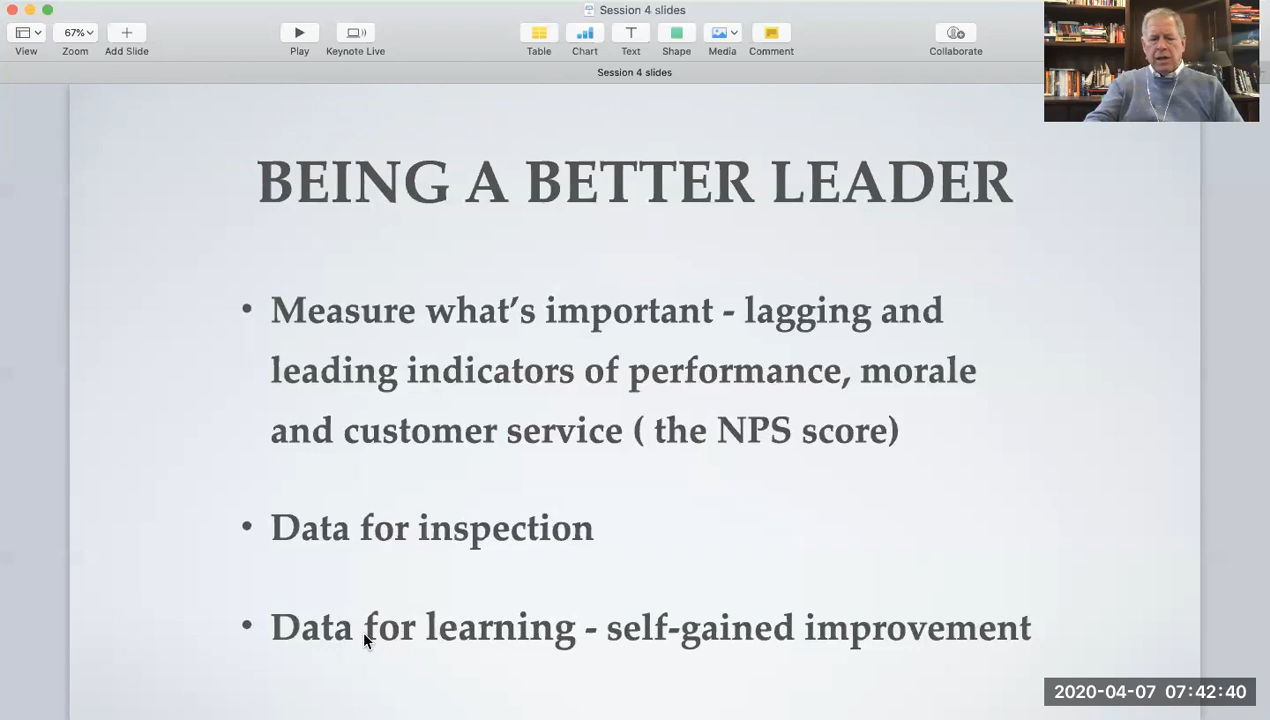 Session 4 slides
67%
View
Zoom
Add Slide
Play
Keynote Live
Table
Chart
Text
Shape
Media
Comment
Collaborate
Session 4 slides
BEING A BETTER LEADER
• Measure what’s important - lagging and
leading indicators of performance, morale
and customer service ( the NPS score)
• Data for inspection
• Data for learning - self-gained improvement
2020-04-07 07:42:40